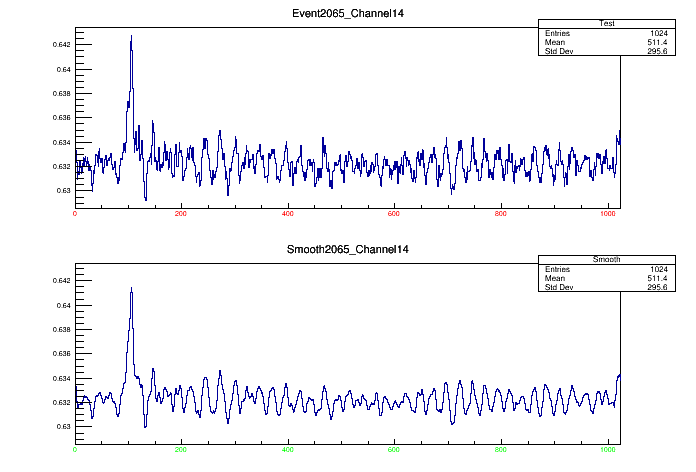 Event2065_Channel14
Test
Entries 1024
Mean 511.4
Std Dev 295.6
0.642
0.64
0.638
0.636
0.634
0.632
0.63
0 200 400 600 800 1000
Smooth2065_Channel14
Smooth
Entries 1024
Mean 511.4
Std Dev 295.6
0.642
0.64
0.638
0.636
0.634
0.632
0.63
0 200 400 600 800 1000